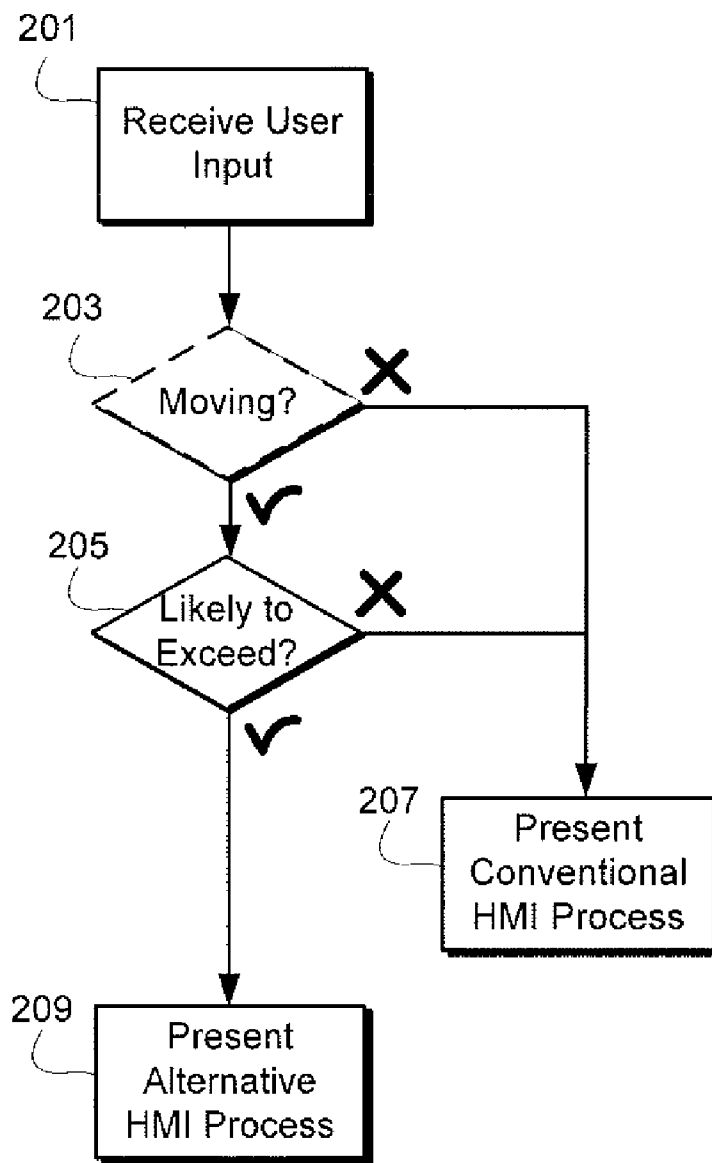 201
Receive User
Input
203
Moving?
205
Likely to
Exceed?
207
Present
Conventional
HMI Process
209
Present
Alternative
HMI Process